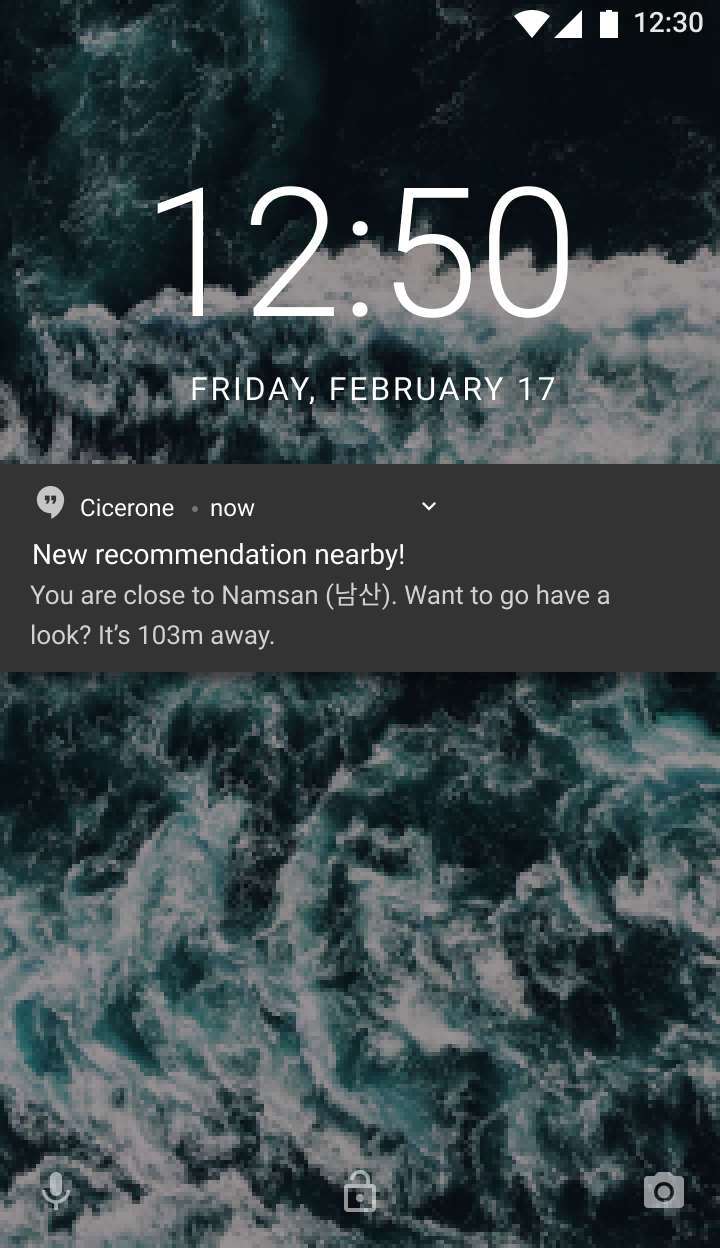 12:30
12:50
FRIDAY, FEBRUARY 17
Cicerone • now
New recommendation nearby!
You are close to Namsan (남산). Want to go have a
look? It’s 103m away.